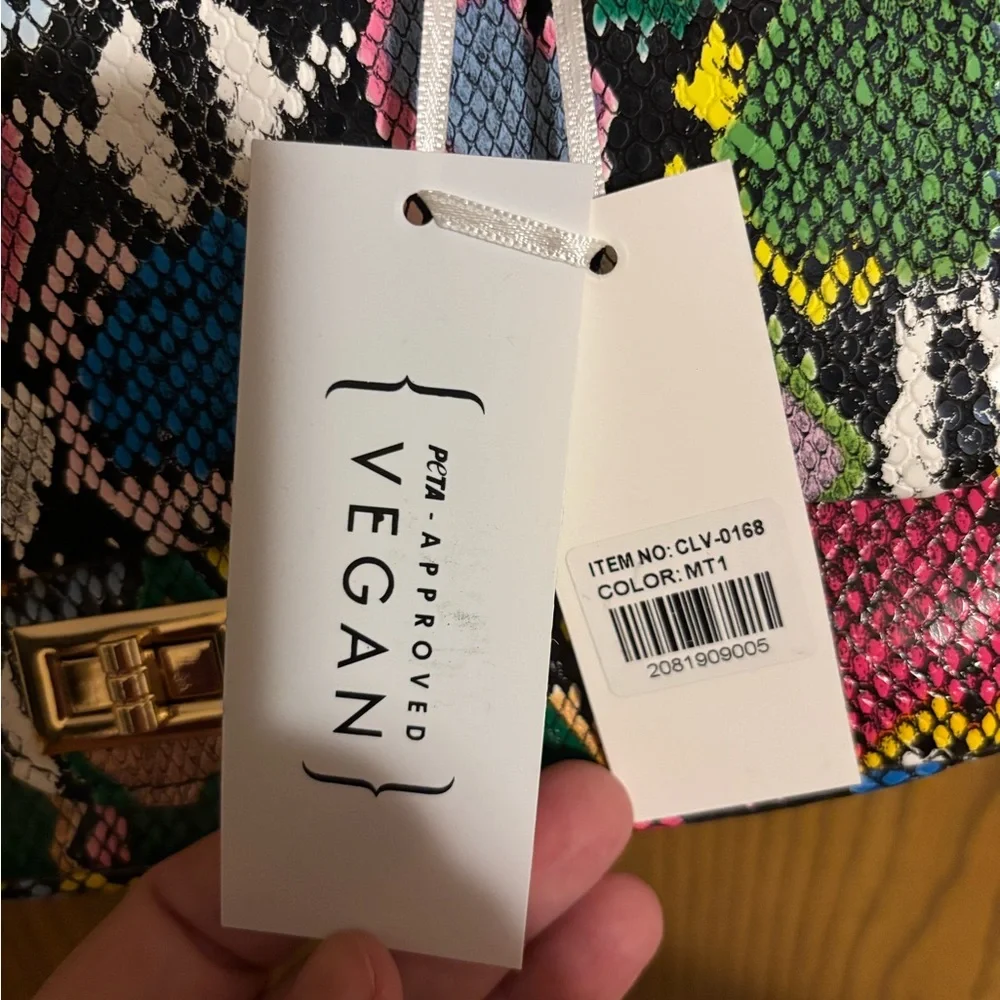 PETA - APPROVED
VEGAN
ITEM NO: CLV-0168
COLOR: MT1
2081909005